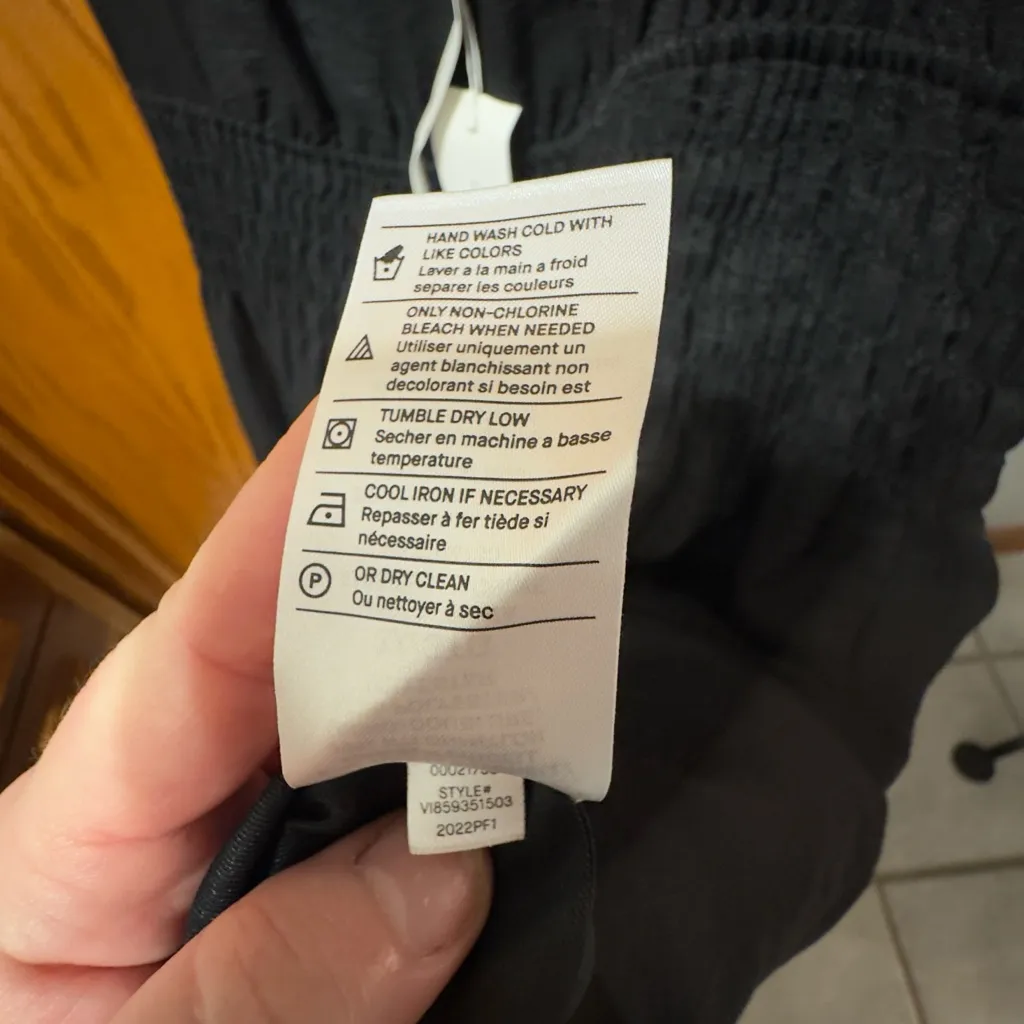 HAND WASH COLD WITH
LIKE COLORS
Laver a la main a froid
separer les couleurs
ONLY NON-CHLORINE
BLEACH WHEN NEEDED
Utiliser uniquement un
agent blanchissant non
decolorant si besoin est
TUMBLE DRY LOW
Secher en machine a basse
temperature
COOL IRON IF NECESSARY
Repasser à fer tiède si
nécessaire
P
OR DRY CLEAN
Ou nettoyer à sec
STYLE#
VI859351503
2022PF1